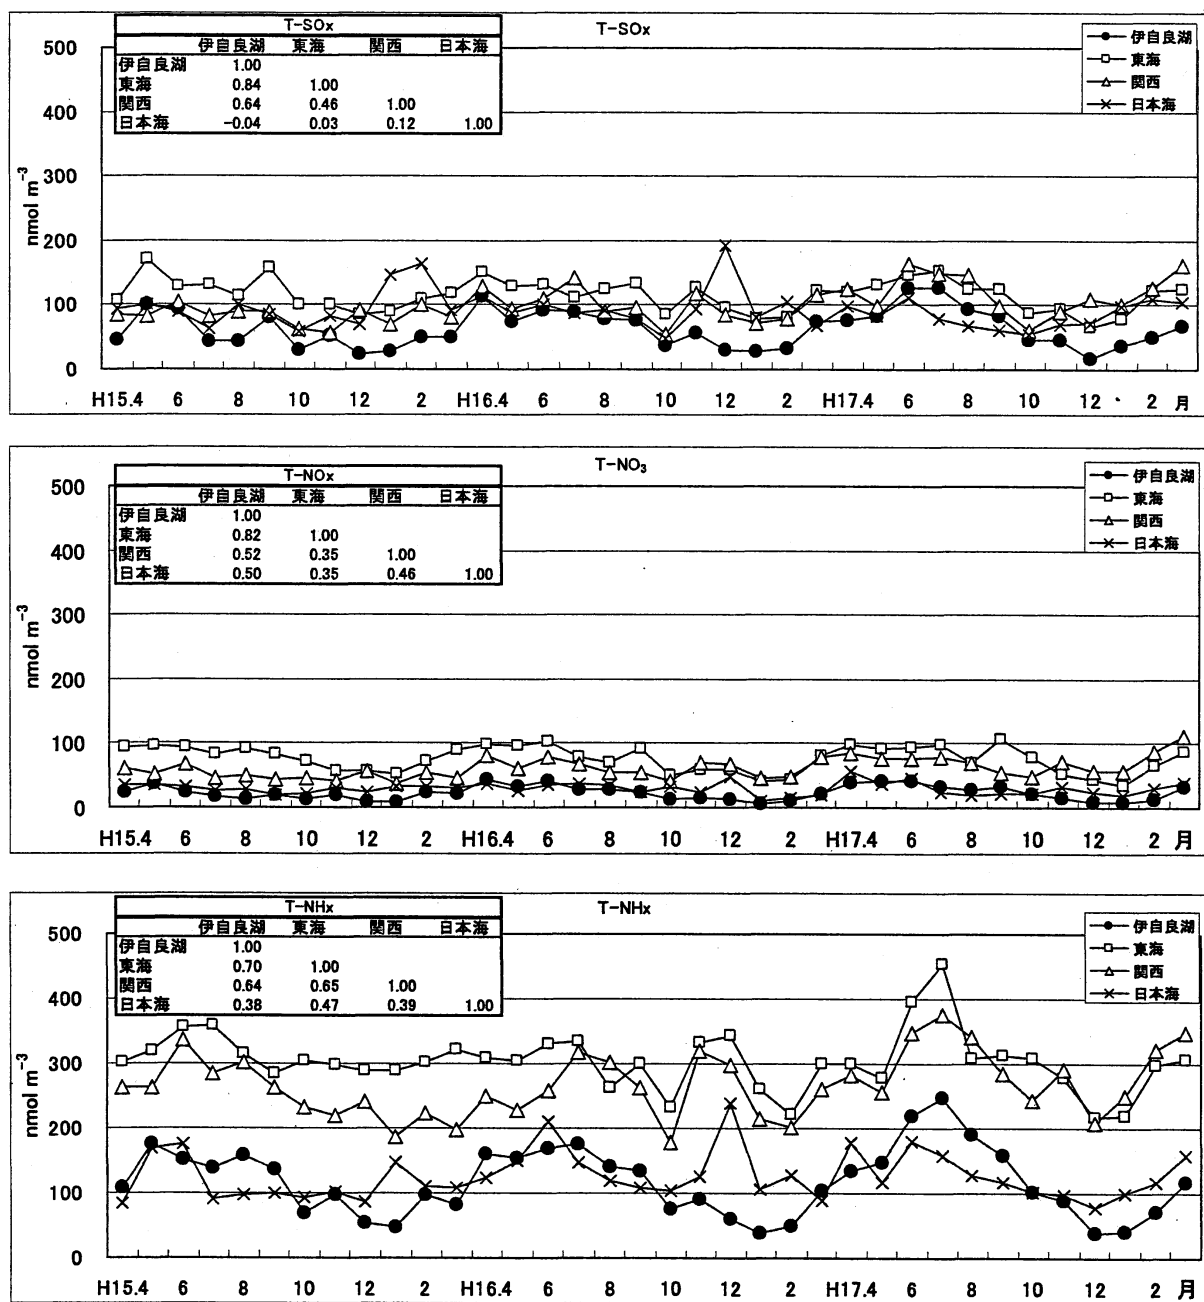 T-SOx
T-SOx
伊自良湖 東海 関西 日本海
伊自良湖 1.00
東海 0.84 1.00
関西 0.64 0.46 1.00
日本海 -0.04 0.03 0.12 1.00
伊自良湖
東海
関西
日本海
500
400
300
200
100
0
nmol m⁻³
H15.4 6 8 10 12 2 H16.4 6 8 10 12 2 H17.4 6 8 10 12 2 月
T-NOx
T-NO₃
伊自良湖 東海 関西 日本海
伊自良湖 1.00
東海 0.82 1.00
関西 0.52 0.35 1.00
日本海 0.50 0.35 0.46 1.00
伊自良湖
東海
関西
日本海
500
400
300
200
100
0
nmol m⁻³
H15.4 6 8 10 12 2 H16.4 6 8 10 12 2 H17.4 6 8 10 12 2 月
T-NHx
T-NHx
伊自良湖 東海 関西 日本海
伊自良湖 1.00
東海 0.70 1.00
関西 0.64 0.65 1.00
日本海 0.38 0.47 0.39 1.00
伊自良湖
東海
関西
日本海
500
400
300
200
100
0
nmol m⁻³
H15.4 6 8 10 12 2 H16.4 6 8 10 12 2 H17.4 6 8 10 12 2 月